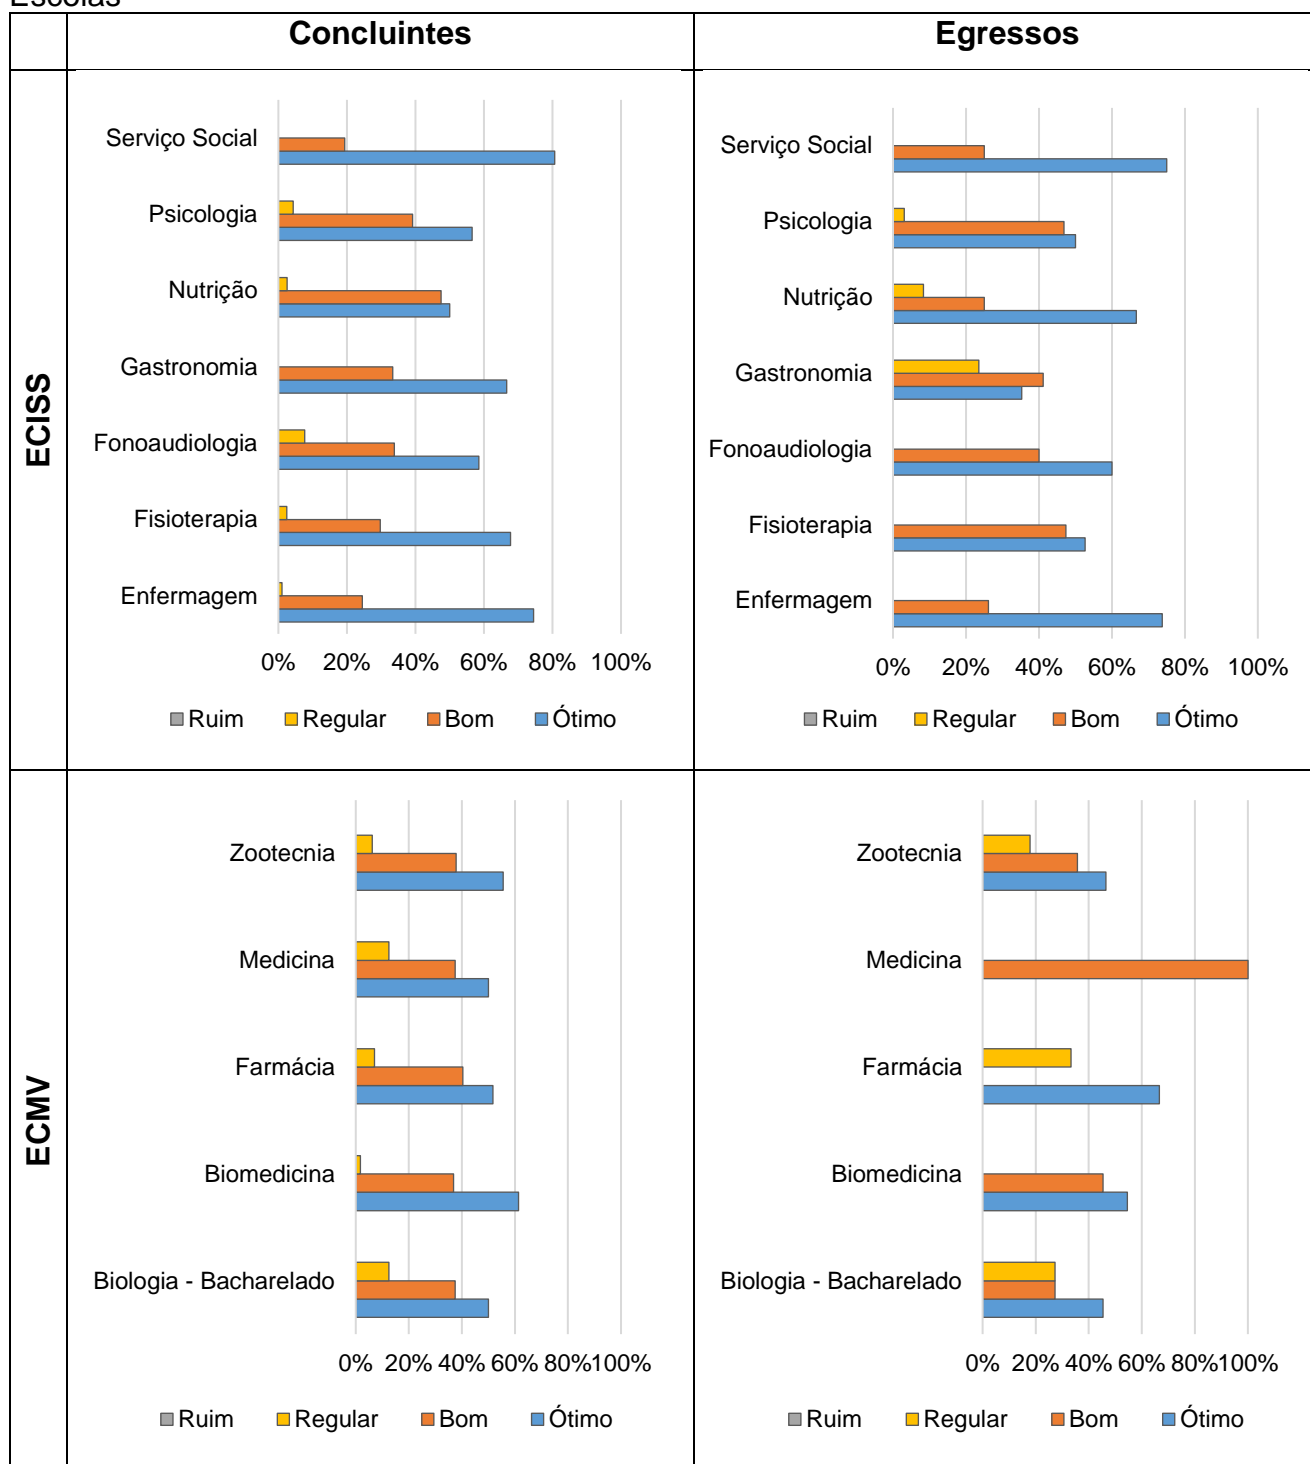 Escolas
Concluintes
Egressos
ECISS
Serviço Social
Psicologia
Nutrição
Gastronomia
Fonoaudiologia
Fisioterapia
Enfermagem
0% 20% 40% 60% 80% 100%
Ruim Regular Bom Ótimo
Serviço Social
Psicologia
Nutrição
Gastronomia
Fonoaudiologia
Fisioterapia
Enfermagem
0% 20% 40% 60% 80% 100%
Ruim Regular Bom Ótimo
ECMV
Zootecnia
Medicina
Farmácia
Biomedicina
Biologia - Bacharelado
0% 20% 40% 60% 80% 100%
Ruim Regular Bom Ótimo
Zootecnia
Medicina
Farmácia
Biomedicina
Biologia - Bacharelado
0% 20% 40% 60% 80% 100%
Ruim Regular Bom Ótimo